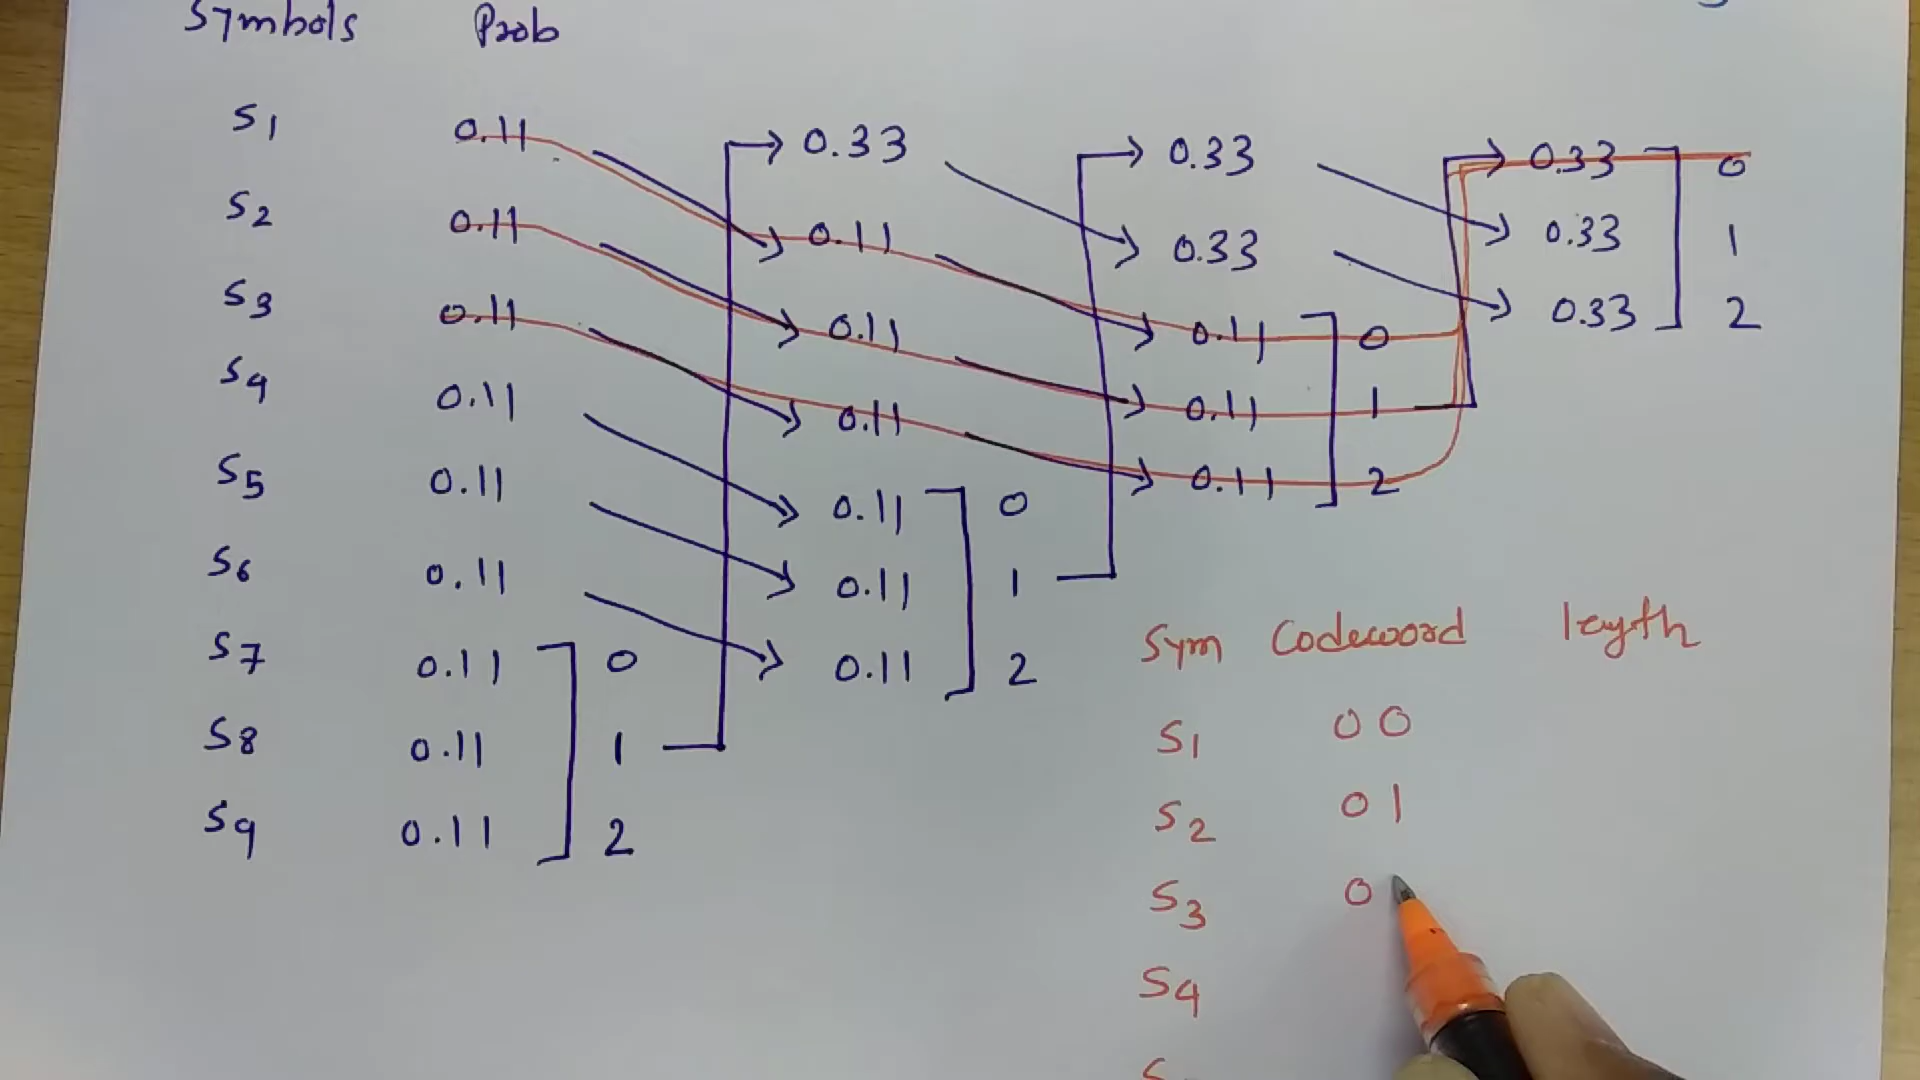 Symbols Prob
S1 0.11 0.33 0.33 0.33 0
S2 0.11 0.11 0.33 0.33 1
S3 0.11 0.11 0.11 0 0.33 2
S4 0.11 0.11 0.11 1
S5 0.11 0.11 0 0.11 2
S6 0.11 0.11 1
S7 0.11 0 0.11 2
S8 0.11 1
S9 0.11 2
Sym Codeword length
S1 00
S2 01
S3 0
S4